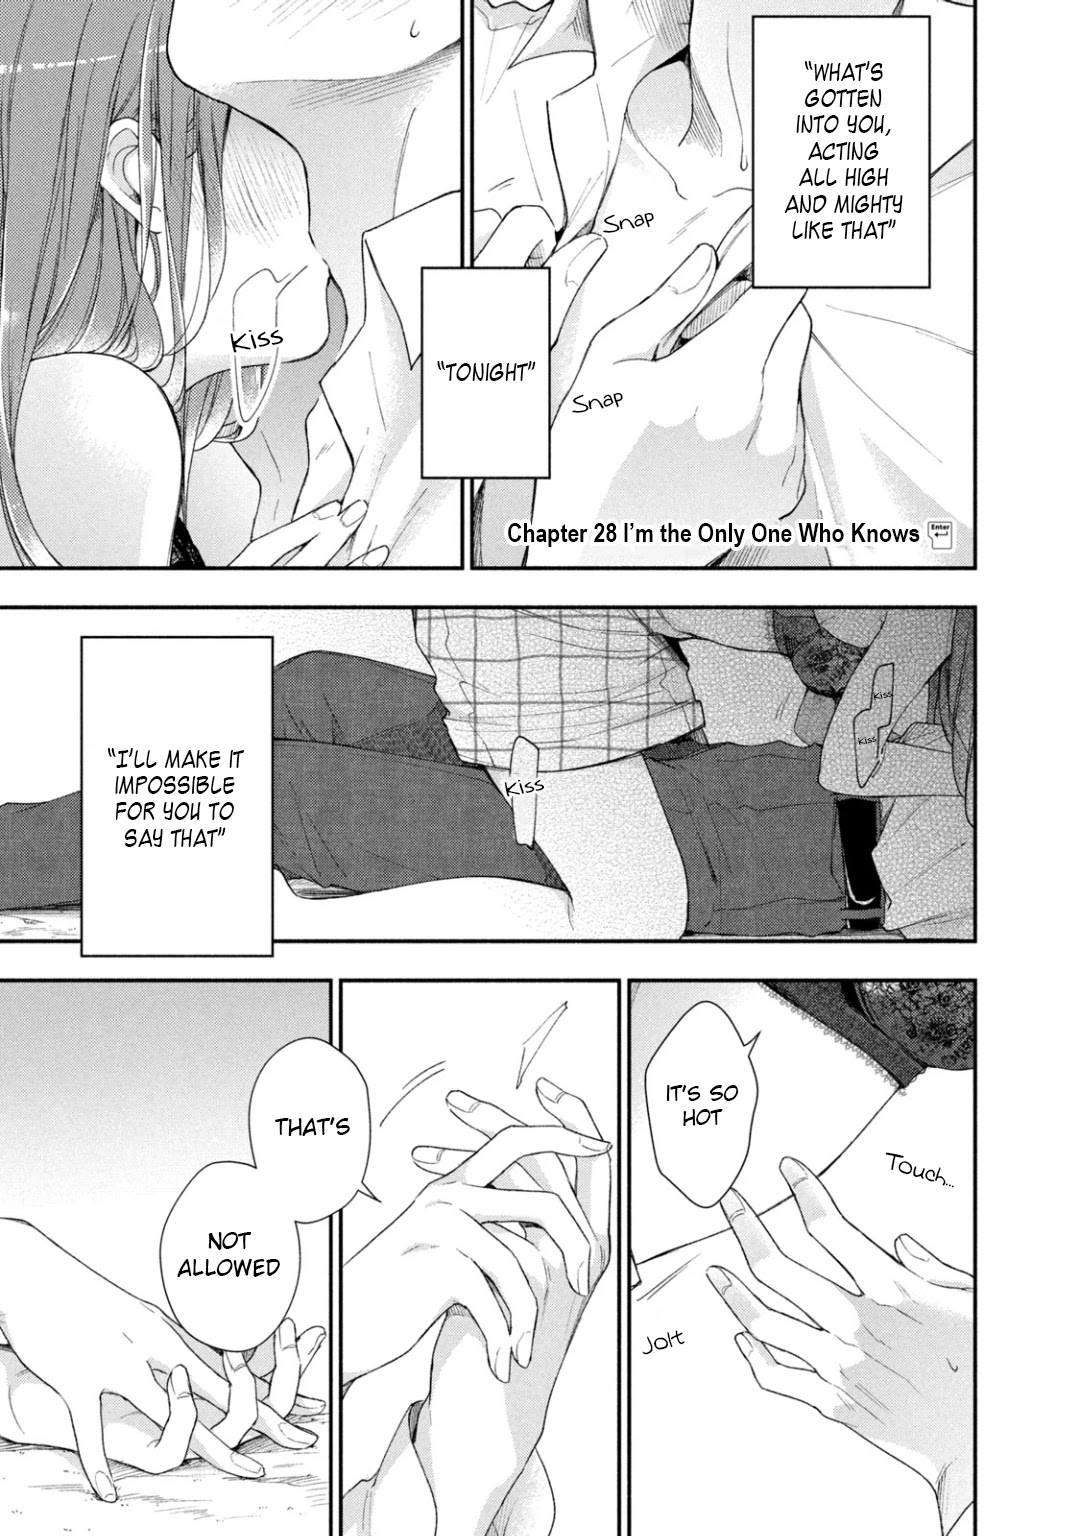 "WHAT'S
GOTTEN
INTO YOU,
ACTING
ALL HIGH
AND MIGHTY
LIKE THAT"
Snap
Snap
"TONIGHT"
Kiss
Chapter 28 I'm the Only One Who Knows
Enter
Kiss
Kiss
Kiss
"I'LL MAKE IT
IMPOSSIBLE
FOR YOU TO
SAY THAT"
IT'S SO
HOT
Touch...
Jolt
THAT'S
NOT
ALLOWED